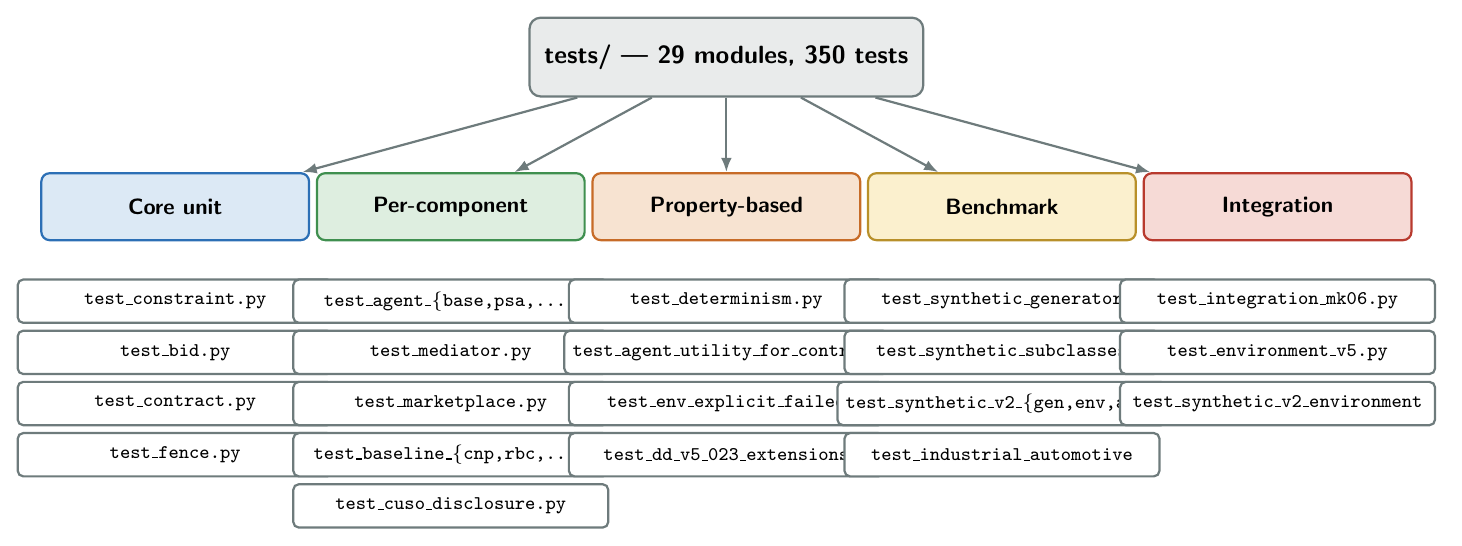 tests/ — 29 modules, 350 tests
Core unit
Per-component
Property-based
Benchmark
Integration
test_constraint.py
test_agent_{base,psa,...
test_determinism.py
test_synthetic_generator
test_integration_mk06.py
test_bid.py
test_mediator.py
test_agent_utility_for_contr
test_synthetic_subclasse
test_environment_v5.py
test_contract.py
test_marketplace.py
test_env_explicit_faile
test_synthetic_v2_{gen,env,a
test_synthetic_v2_environment
test_fence.py
test_baseline_{cnp,rbc,..
test_dd_v5_023_extensions
test_industrial_automotive
test_cuso_disclosure.py